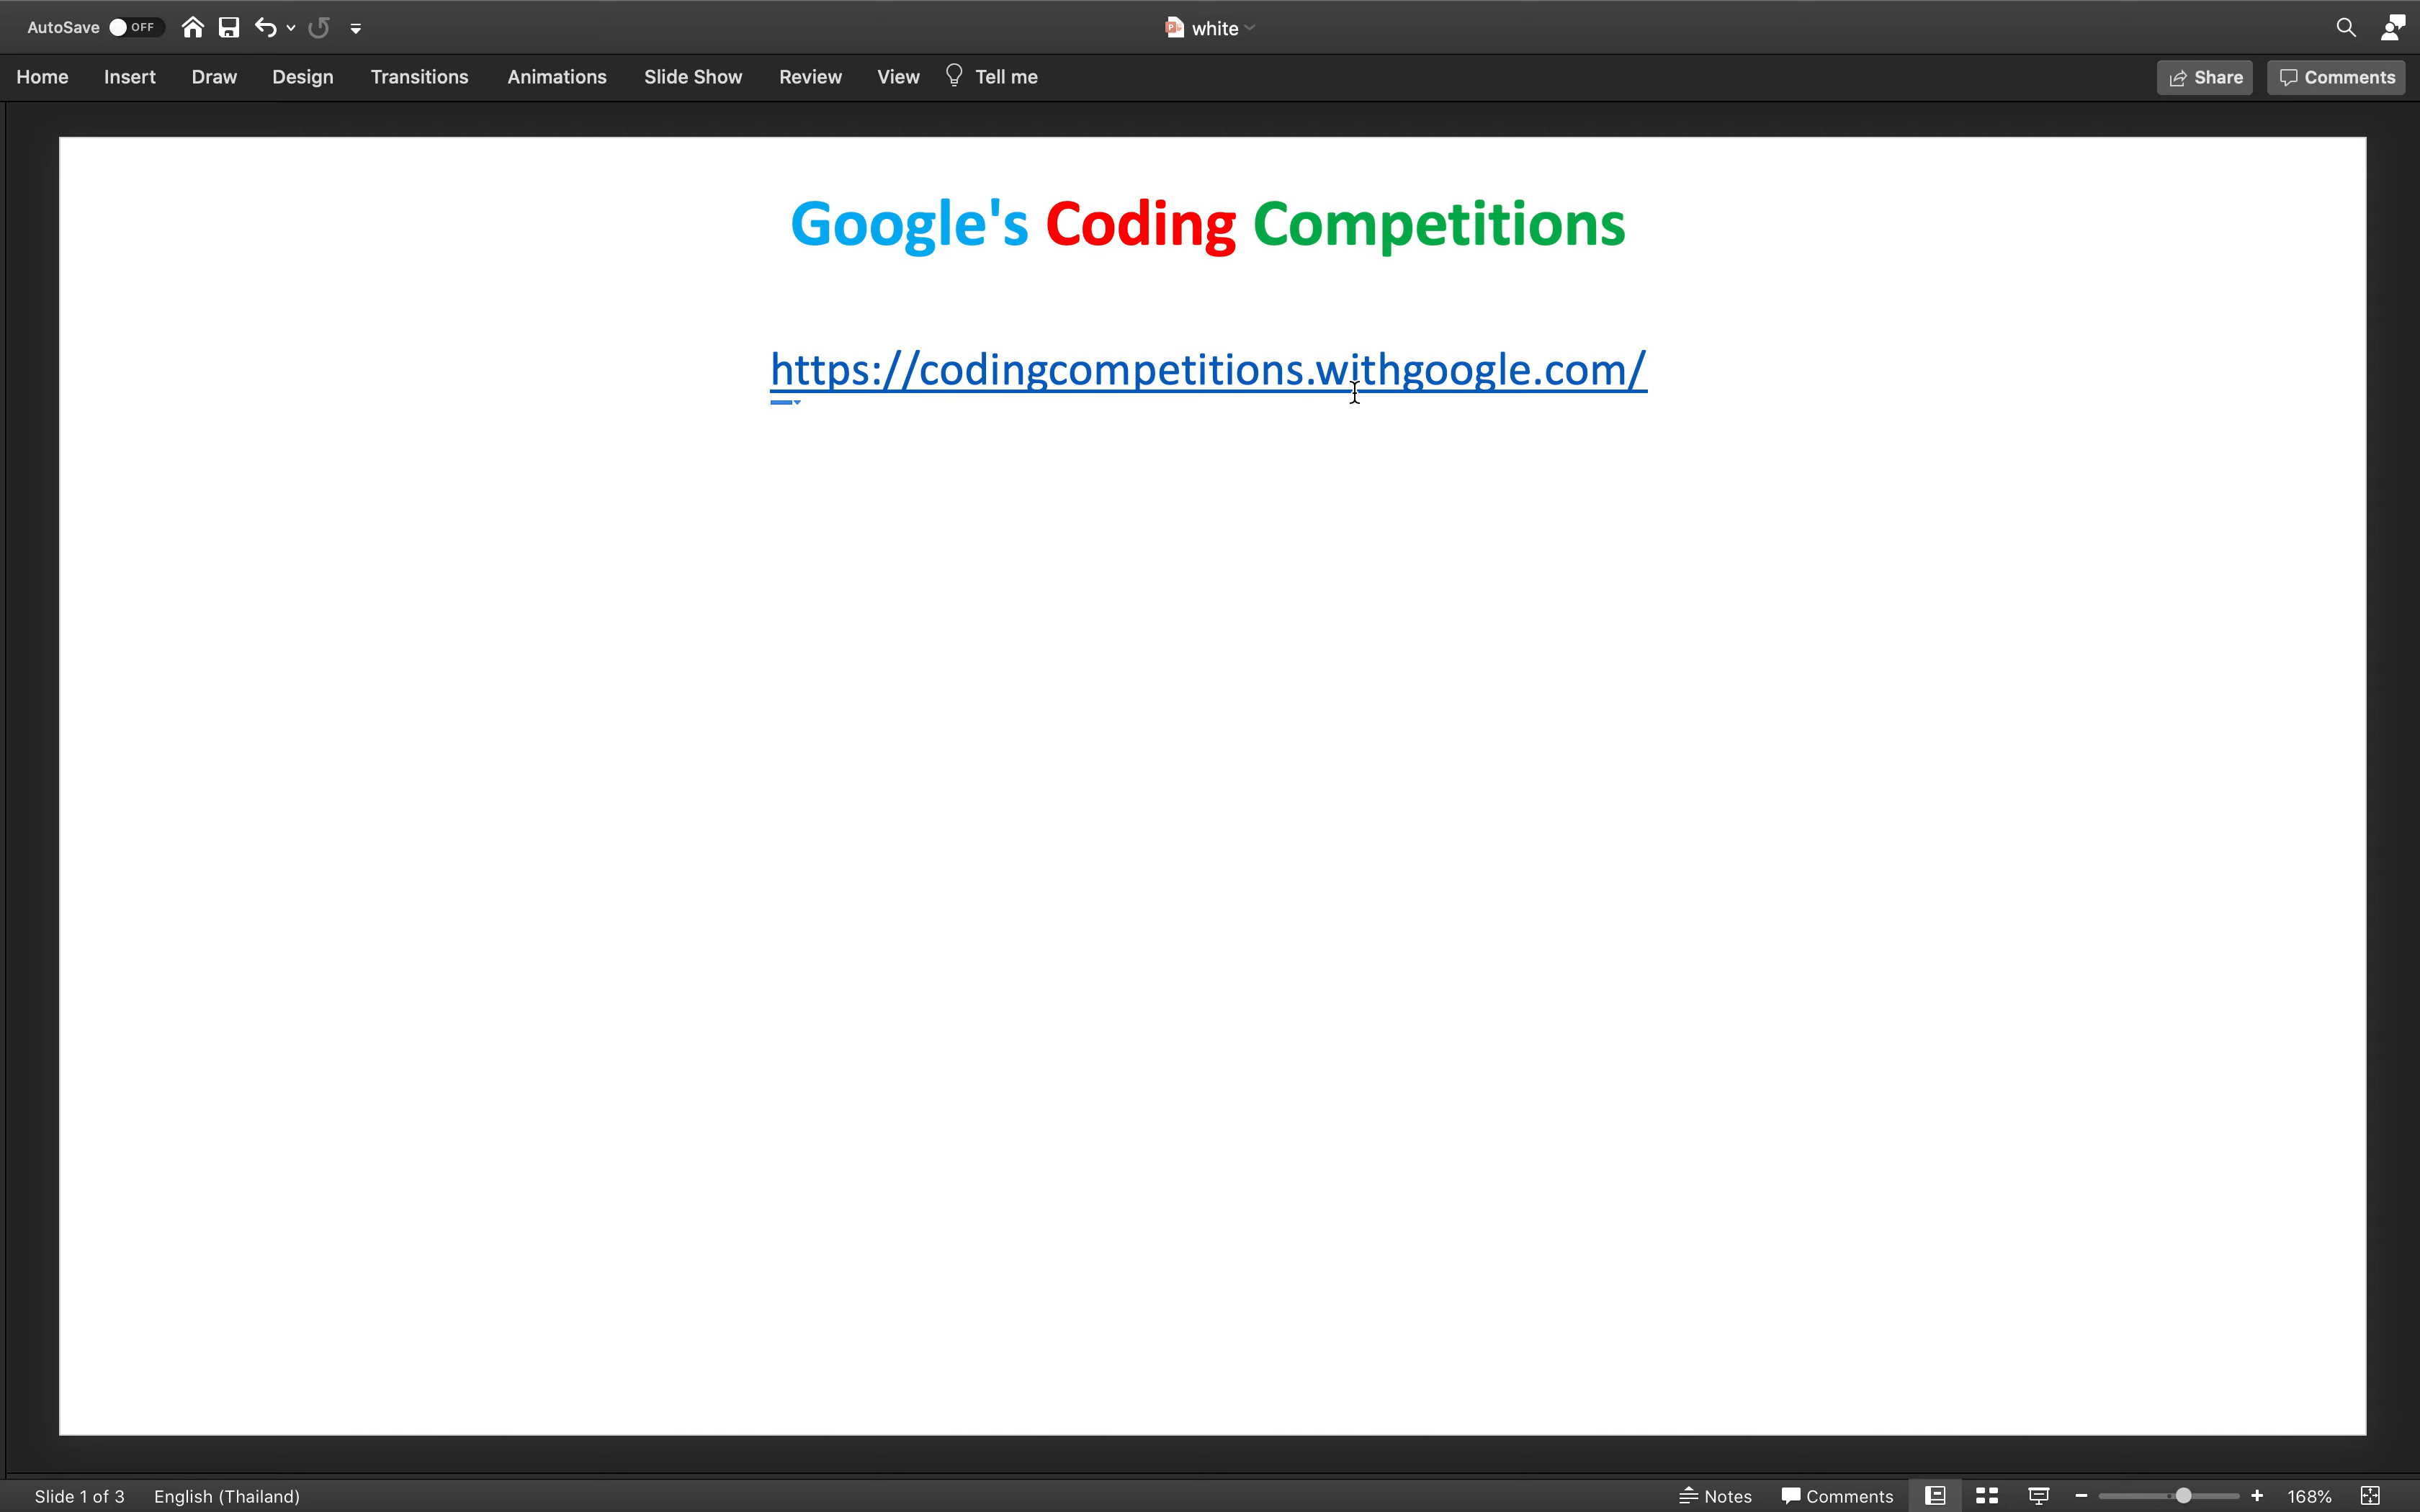 AutoSave OFF white
Home Insert Draw Design Transitions Animations Slide Show Review View Tell me Share Comments
Google's Coding Competitions
https://codingcompetitions.withgoogle.com/
Slide 1 of 3 English (Thailand) Notes Comments 168%